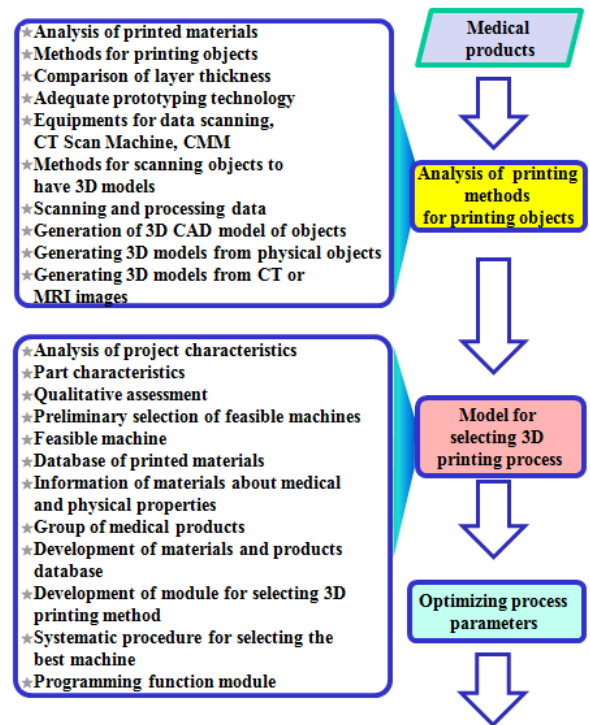 ★Analysis of printed materials
★Methods for printing objects
★Comparison of layer thickness
★Adequate prototyping technology
★Equipments for data scanning,
CT Scan Machine, CMM
★Methods for scanning objects to
have 3D models
★Scanning and processing data
★Generation of 3D CAD model of objects
★Generating 3D models from physical objects
★Generating 3D models from CT or
MRI images
Medical
products
Analysis of printing
methods
for printing objects
★Analysis of project characteristics
★Part characteristics
★Qualitative assessment
★Preliminary selection of feasible machines
★Feasible machine
★Database of printed materials
★Information of materials about medical
and physical properties
★Group of medical products
★Development of materials and products
database
★Development of module for selecting 3D
printing method
★Systematic procedure for selecting the
best machine
★Programming function module
Model for
selecting 3D
printing process
Optimizing process
parameters